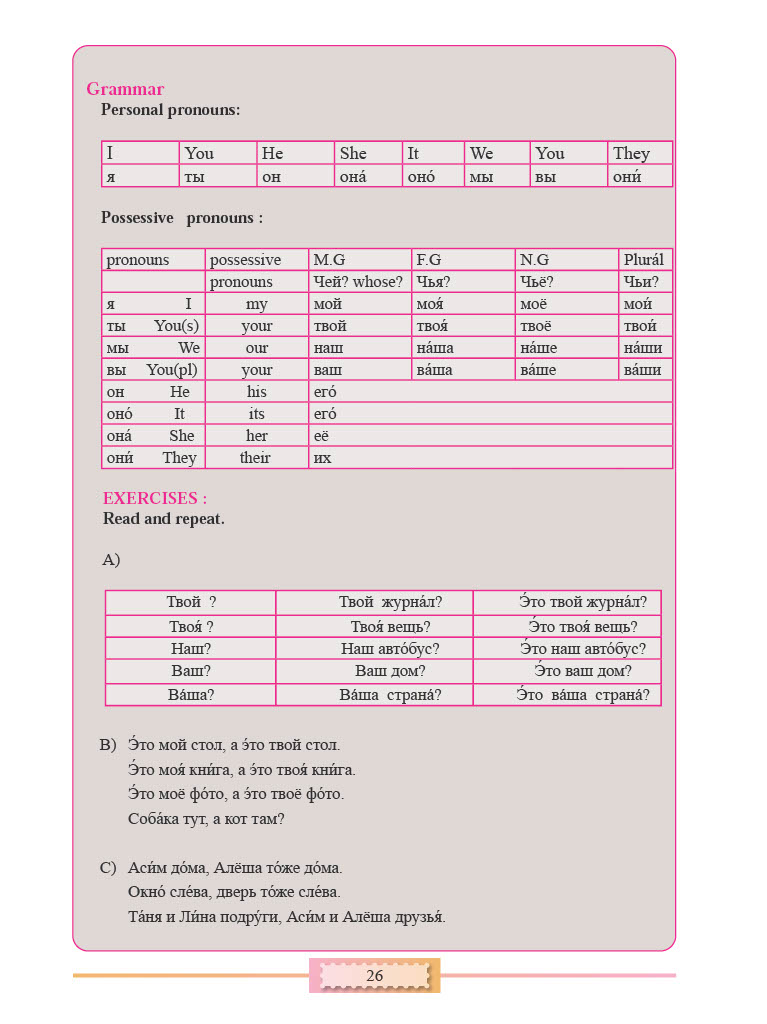 Grammar
Personal pronouns:
I You He She It We You They
я ты он она́ оно́ мы вы они́
Possessive pronouns :
pronouns possessive M.G F.G N.G Plurál
pronouns Чей? whose? Чья? Чьё? Чьи?
я I my мой моя́ моё мои́
ты You(s) your твой твоя́ твоё твои́
мы We our наш на́ша на́ше на́ши
вы You(pl) your ваш ва́ша ва́ше ва́ши
он He his его́
оно́ It its его́
она́ She her её
они́ They their их
EXERCISES :
Read and repeat.
A)
Твой ? Твой журна́л? Э́то твой журна́л?
Твоя́ ? Твоя́ вещь? Э́то твоя́ вещь?
Наш? Наш авто́бус? Э́то наш авто́бус?
Ваш? Ваш дом? Э́то ваш дом?
Ва́ша? Ва́ша страна́? Э́то ва́ша страна́?
B) Э́то мой стол, а э́то твой стол.
Э́то моя́ кни́га, а э́то твоя́ кни́га.
Э́то моё фо́то, а э́то твоё фо́то.
Соба́ка тут, а кот там?
C) Аси́м до́ма, Алёша то́же до́ма.
Окно́ сле́ва, дверь то́же сле́ва.
Та́ня и Ли́на подру́ги, Аси́м и Алёша друзья́.
26